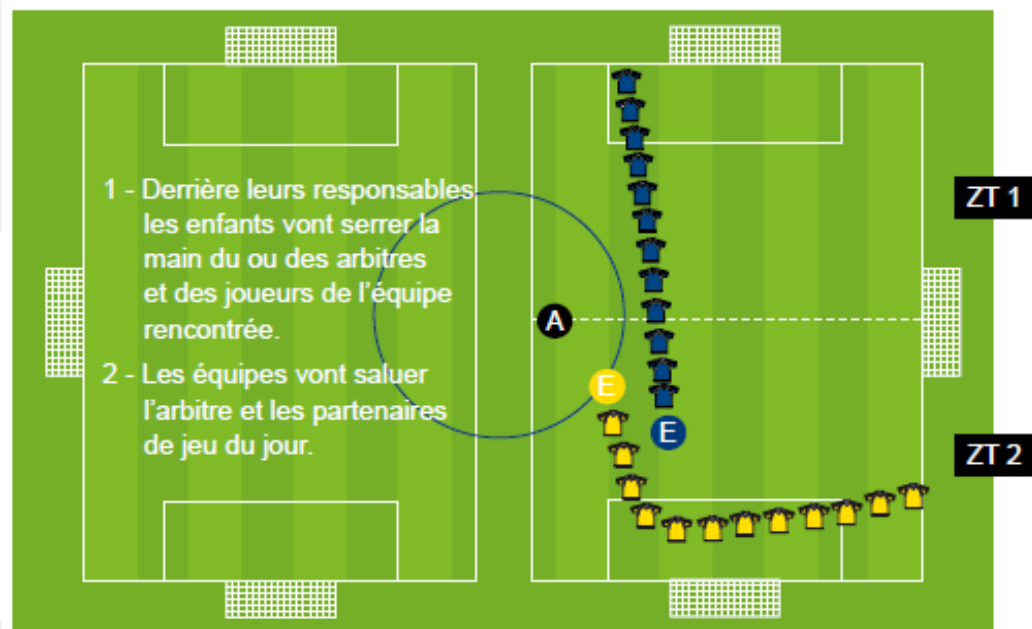 1 - Derrière leurs responsables
les enfants vont serrer la
main du ou des arbitres
et des joueurs de l'équipe
rencontrée.
2 - Les équipes vont saluer
l'arbitre et les partenaires
de jeu du jour.
A
E
E
ZT 1
ZT 2